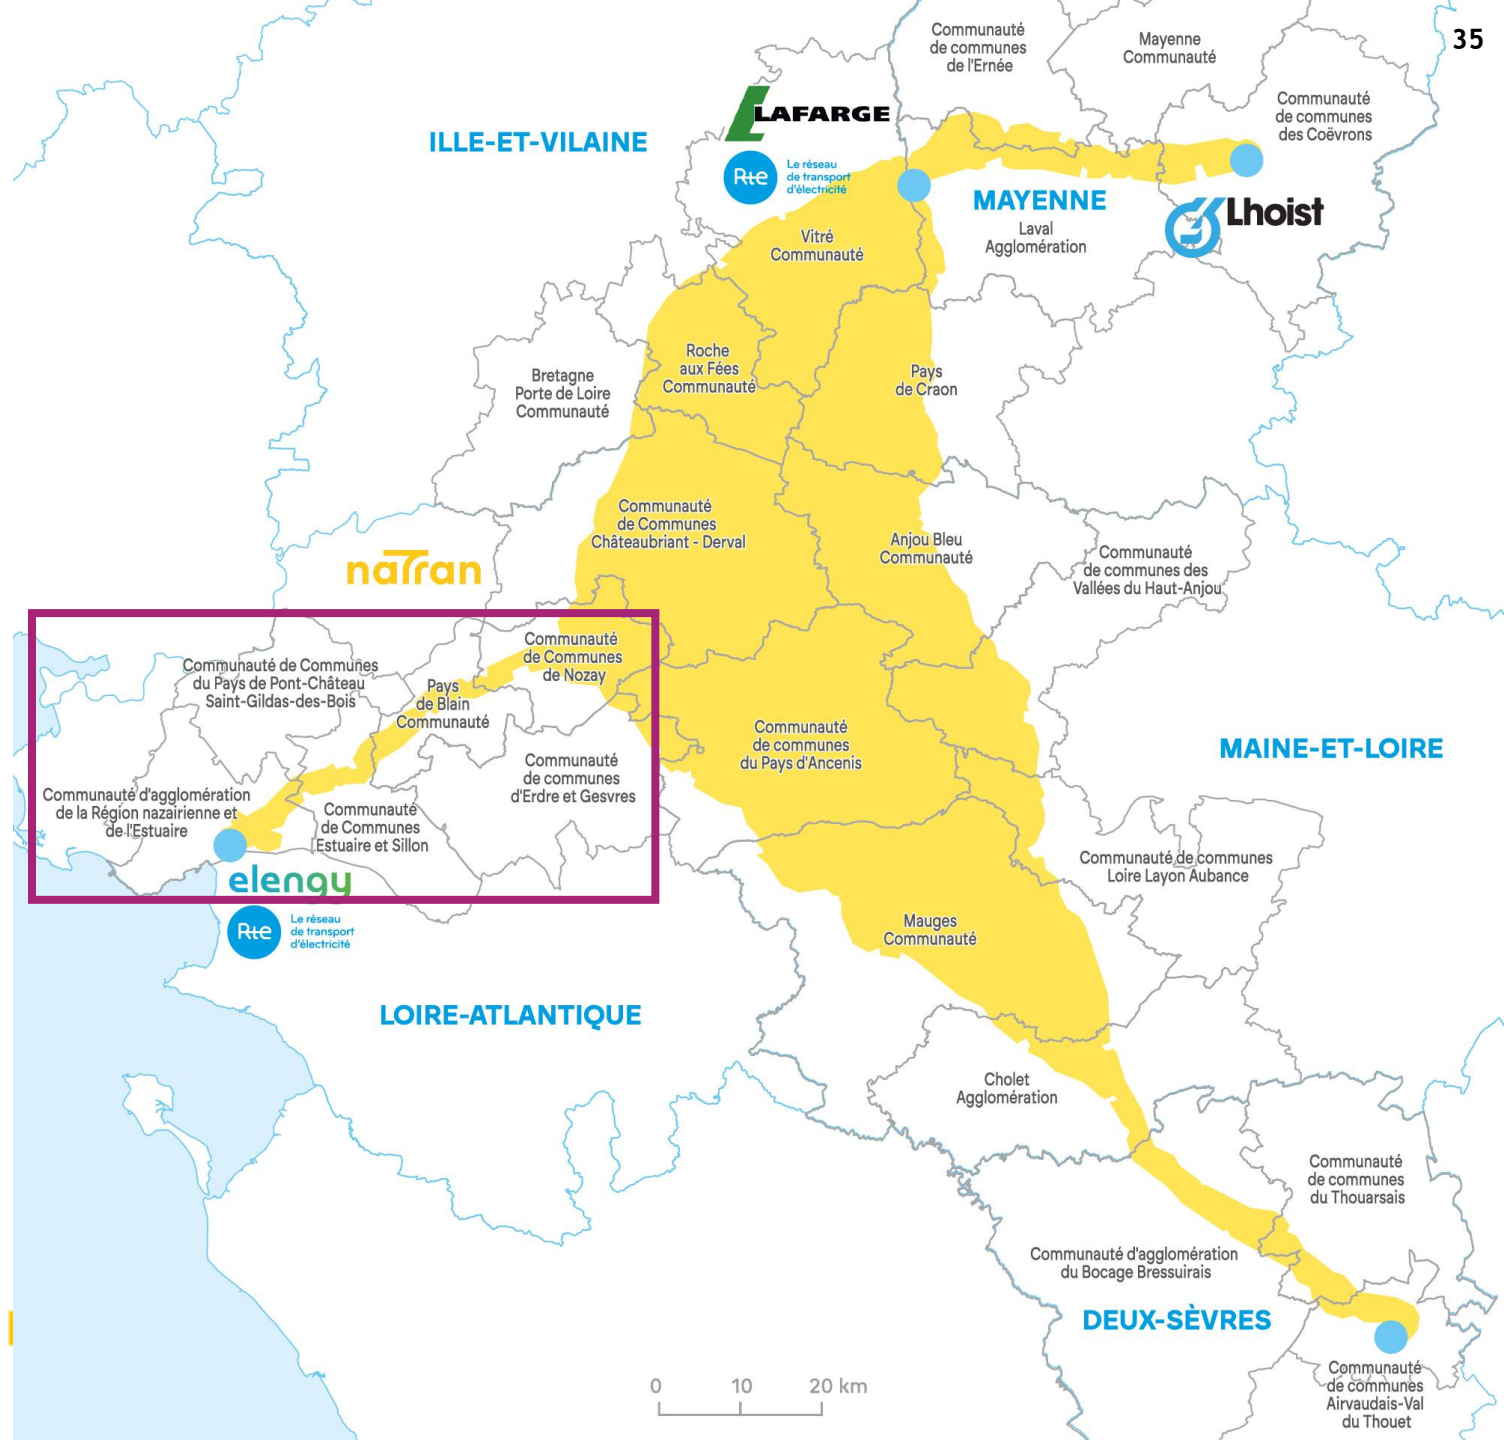 35
Communauté
de communes
de l'Ernée
Mayenne
Communauté
Communauté
de communes
des Coëvrons
LAFARGE
ILLE-ET-VILAINE
Rte
Le réseau
de transport
d'électricité
MAYENNE
Laval
Agglomération
Lhoist
Vitré
Communauté
Roche
aux Fées
Communauté
Bretagne
Porte de Loire
Communauté
Pays
de Craon
Communauté
de Communes
Châteaubriant - Derval
Anjou Bleu
Communauté
Communauté
de communes des
Vallées du Haut-Anjou
naTran
Communauté
de Communes
de Nozay
Communauté de Communes
du Pays de Pont-Château
Saint-Gildas-des-Bois
Pays
de Blain
Communauté
Communauté
de communes
du Pays d'Ancenis
MAINE-ET-LOIRE
Communauté
de communes
d'Erdre et Gesvres
Communauté d'agglomération
de la Région nazairienne et
de l'Estuaire
Communauté
de Communes
Estuaire et Sillon
elengy
Rte
Le réseau
de transport
d'électricité
Communauté de communes
Loire Layon Aubance
Mauges
Communauté
LOIRE-ATLANTIQUE
Cholet
Agglomération
Communauté
de communes
du Thouarsais
Communauté d'agglomération
du Bocage Bressuirais
DEUX-SÈVRES
Communauté
de communes
Airvaudais-Val
du Thouet
0 10 20 km